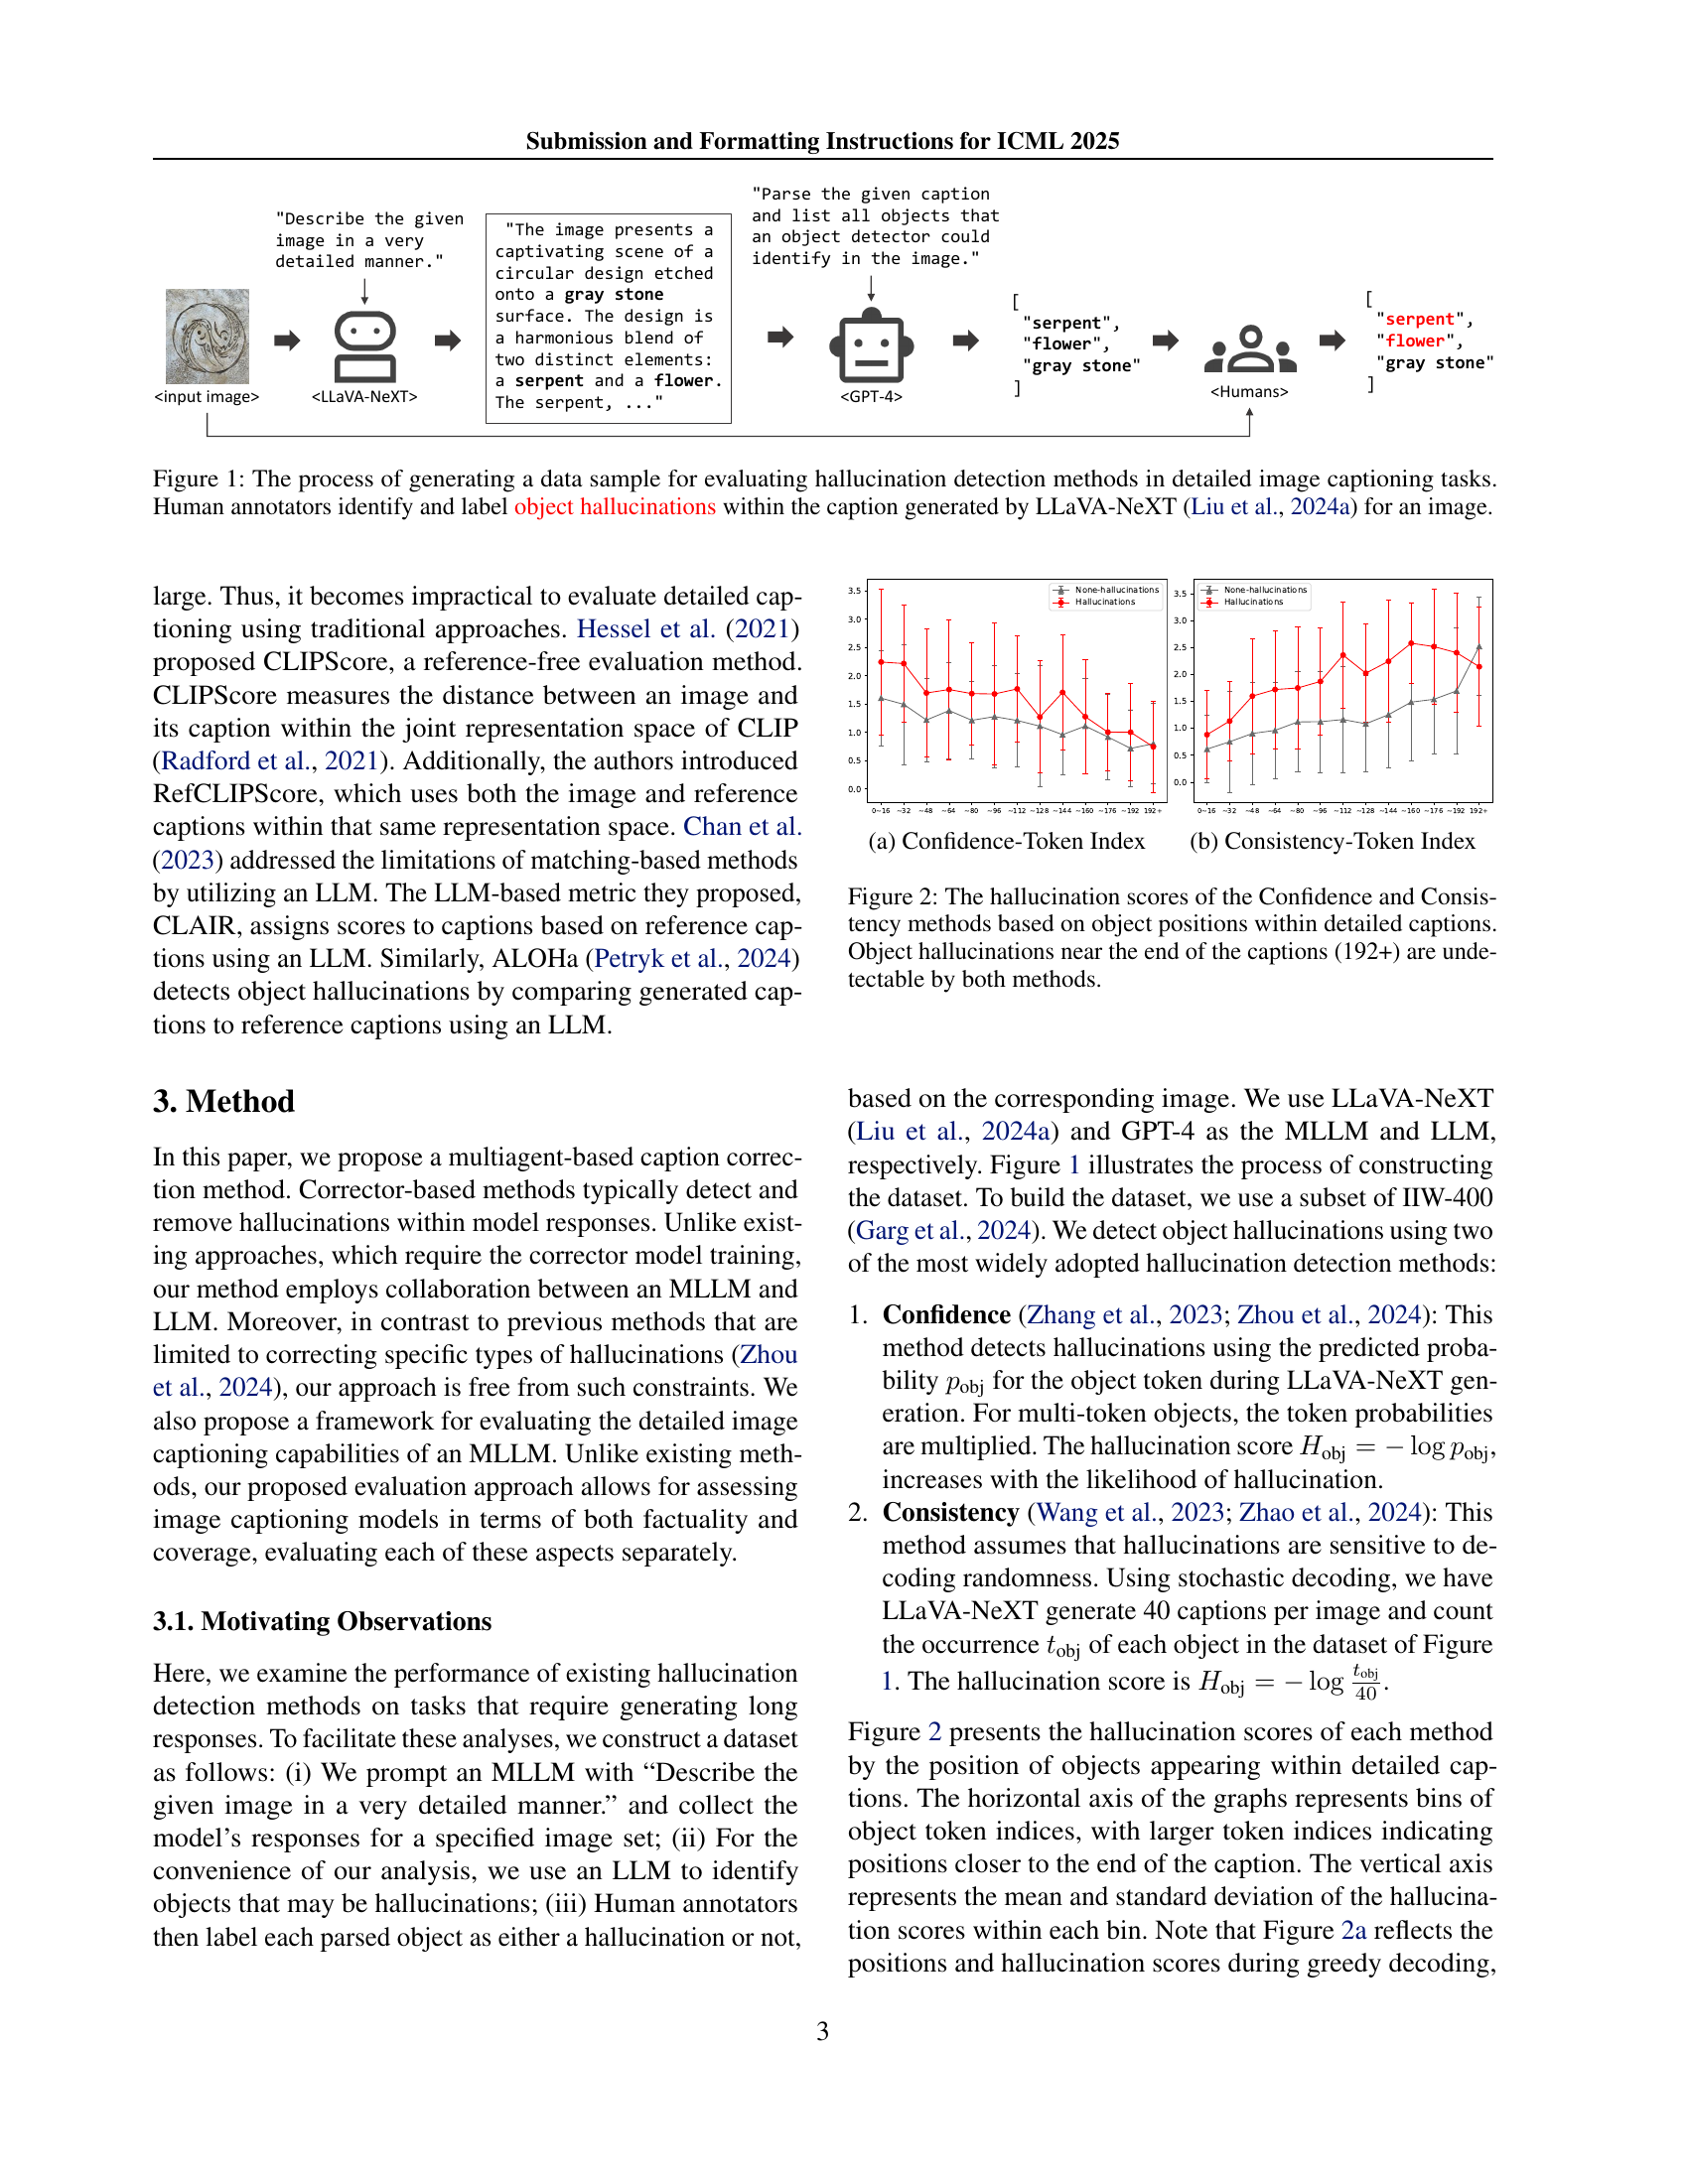 Submission and Formatting Instructions for ICML 2025
"Describe the given
image in a very
detailed manner."
"The image presents a
captivating scene of a
circular design etched
onto a gray stone
surface. The design is
a harmonious blend of
two distinct elements:
a serpent and a flower.
The serpent, ..."
"Parse the given caption
and list all objects that
an object detector could
identify in the image."
[
"serpent",
"flower",
"gray stone"
]
[
"serpent",
"flower",
"gray stone"
]
<input image>
<LLaVA-NeXT>
<GPT-4>
<Humans>
Figure 1: The process of generating a data sample for evaluating hallucination detection methods in detailed image captioning tasks.
Human annotators identify and label object hallucinations within the caption generated by LLaVA-NeXT (Liu et al., 2024a) for an image.
large. Thus, it becomes impractical to evaluate detailed cap-
tioning using traditional approaches. Hessel et al. (2021)
proposed CLIPScore, a reference-free evaluation method.
CLIPScore measures the distance between an image and
its caption within the joint representation space of CLIP
(Radford et al., 2021). Additionally, the authors introduced
RefCLIPScore, which uses both the image and reference
captions within that same representation space. Chan et al.
(2023) addressed the limitations of matching-based methods
by utilizing an LLM. The LLM-based metric they proposed,
CLAIR, assigns scores to captions based on reference cap-
tions using an LLM. Similarly, ALOHa (Petryk et al., 2024)
detects object hallucinations by comparing generated cap-
tions to reference captions using an LLM.
3. Method
In this paper, we propose a multiagent-based caption correc-
tion method. Corrector-based methods typically detect and
remove hallucinations within model responses. Unlike exist-
ing approaches, which require the corrector model training,
our method employs collaboration between an MLLM and
LLM. Moreover, in contrast to previous methods that are
limited to correcting specific types of hallucinations (Zhou
et al., 2024), our approach is free from such constraints. We
also propose a framework for evaluating the detailed image
captioning capabilities of an MLLM. Unlike existing meth-
ods, our proposed evaluation approach allows for assessing
image captioning models in terms of both factuality and
coverage, evaluating each of these aspects separately.
3.1. Motivating Observations
Here, we examine the performance of existing hallucination
detection methods on tasks that require generating long
responses. To facilitate these analyses, we construct a dataset
as follows: (i) We prompt an MLLM with “Describe the
given image in a very detailed manner.” and collect the
model’s responses for a specified image set; (ii) For the
convenience of our analysis, we use an LLM to identify
objects that may be hallucinations; (iii) Human annotators
then label each parsed object as either a hallucination or not,
None-hallucinations
Hallucinations
3.5
3.0
2.5
2.0
1.5
1.0
0.5
0.0
0~16 ~32 ~48 ~64 ~80 ~96 ~112 ~128 ~144 ~160 ~176 ~192 192+
(a) Confidence-Token Index
None-hallucinations
Hallucinations
3.5
3.0
2.5
2.0
1.5
1.0
0.5
0.0
~16 ~32 ~48 ~64 ~80 ~96 ~112 ~128 ~144 ~160 ~176 ~192 192+
(b) Consistency-Token Index
Figure 2: The hallucination scores of the Confidence and Consis-
tency methods based on object positions within detailed captions.
Object hallucinations near the end of the captions (192+) are unde-
tectable by both methods.
based on the corresponding image. We use LLaVA-NeXT
(Liu et al., 2024a) and GPT-4 as the MLLM and LLM,
respectively. Figure 1 illustrates the process of constructing
the dataset. To build the dataset, we use a subset of IIW-400
(Garg et al., 2024). We detect object hallucinations using two
of the most widely adopted hallucination detection methods:
1. Confidence (Zhang et al., 2023; Zhou et al., 2024): This
method detects hallucinations using the predicted proba-
bility p_obj for the object token during LLaVA-NeXT gen-
eration. For multi-token objects, the token probabilities
are multiplied. The hallucination score H_obj = − log p_obj,
increases with the likelihood of hallucination.
2. Consistency (Wang et al., 2023; Zhao et al., 2024): This
method assumes that hallucinations are sensitive to de-
coding randomness. Using stochastic decoding, we have
LLaVA-NeXT generate 40 captions per image and count
the occurrence t_obj of each object in the dataset of Figure
1. The hallucination score is H_obj = − log t_obj/40.
Figure 2 presents the hallucination scores of each method
by the position of objects appearing within detailed cap-
tions. The horizontal axis of the graphs represents bins of
object token indices, with larger token indices indicating
positions closer to the end of the caption. The vertical axis
represents the mean and standard deviation of the hallucina-
tion scores within each bin. Note that Figure 2a reflects the
positions and hallucination scores during greedy decoding,
3